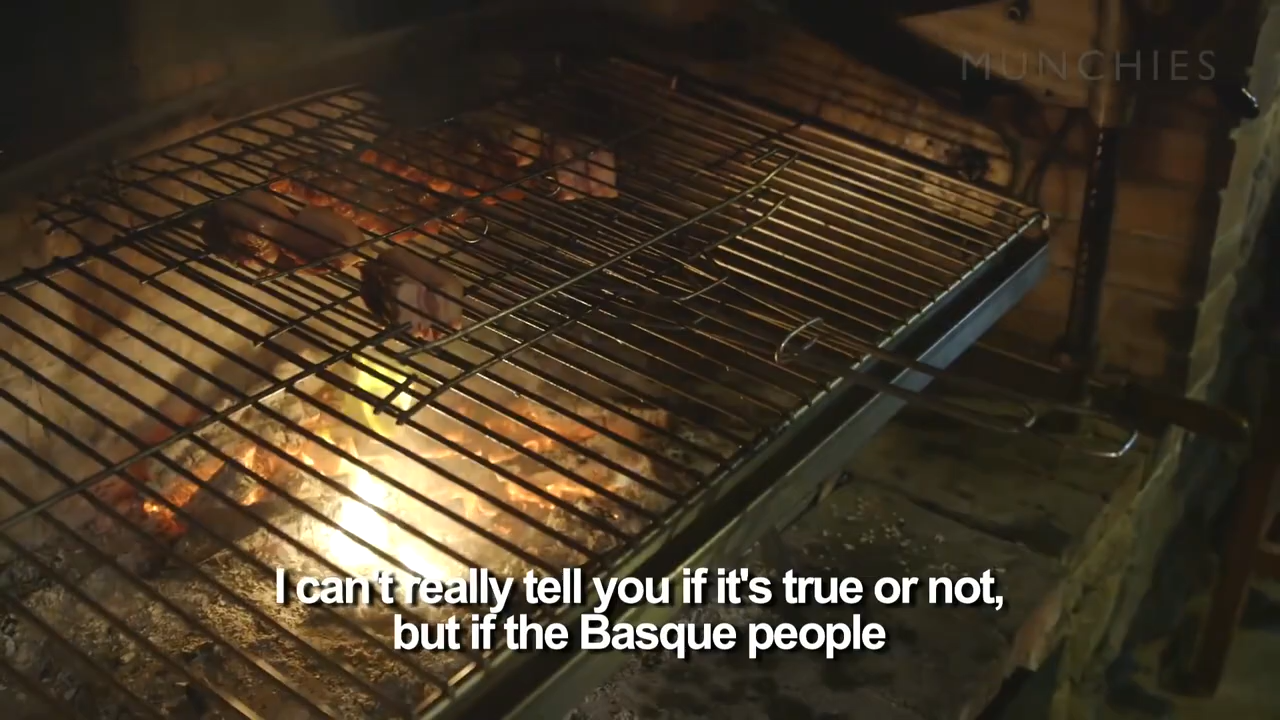 MUNCHIES
I can't really tell you if it's true or not,
but if the Basque people